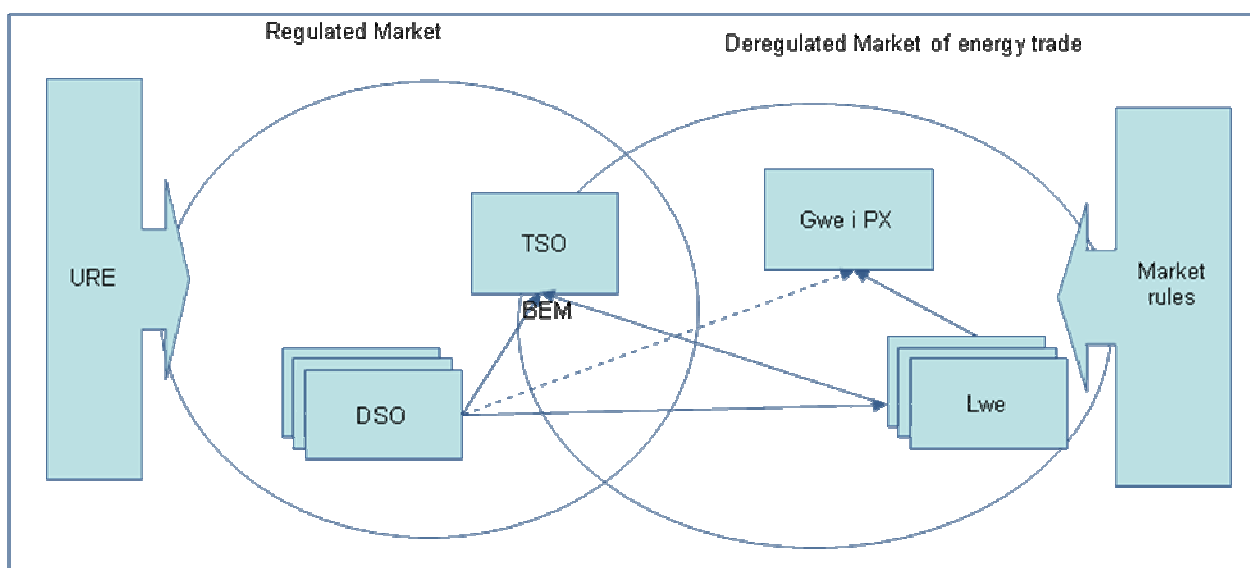 Regulated Market
Deregulated Market of energy trade
URE
TSO
BEM
Gwe i PX
Market
rules
DSO
Lwe